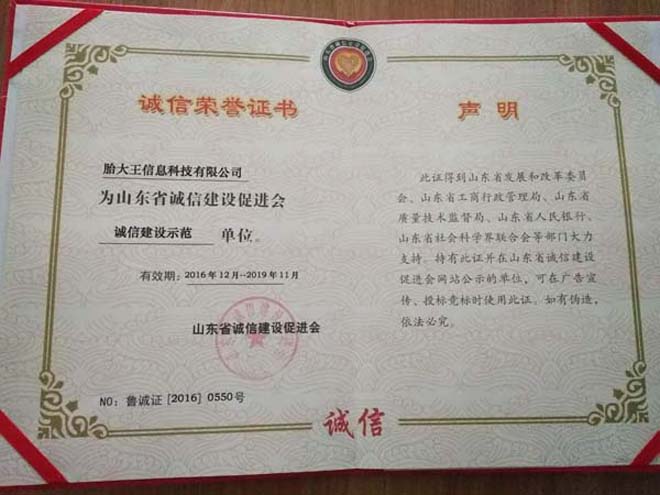 诚信荣誉证书
胎大王信息科技有限公司
为山东省诚信建设促进会
诚信建设示范 单位。
有效期：2016年12月--2019年11月
山东省诚信建设促进会
NO：鲁诚证 [2016] 0550号
声明
此证得到山东省发展和改革委员
会、山东省工商行政管理局、山东省
质量技术监督局、山东省人民银行、
山东省社会科学界联合会等部门大力
支持。持有此证并在山东省诚信建设
促进会网站公示的单位，可在广告宣
传、投标竞标时使用此证。如有伪造，
依法必究。
诚信